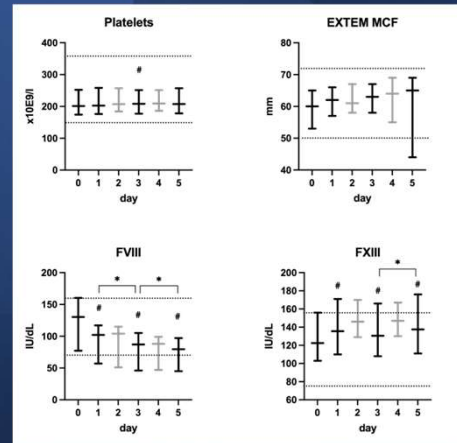 Platelets
400
300
200
100
0
x10E9/l
#
0 1 2 3 4 5
day
EXTEM MCF
80
70
60
50
40
mm
0 1 2 3 4 5
day
FVIII
200
150
100
50
0
IU/dL
* *
# # #
0 1 2 3 4 5
day
FXIII
200
180
160
140
120
100
80
60
IU/dL
*
# # #
0 1 2 3 4 5
day